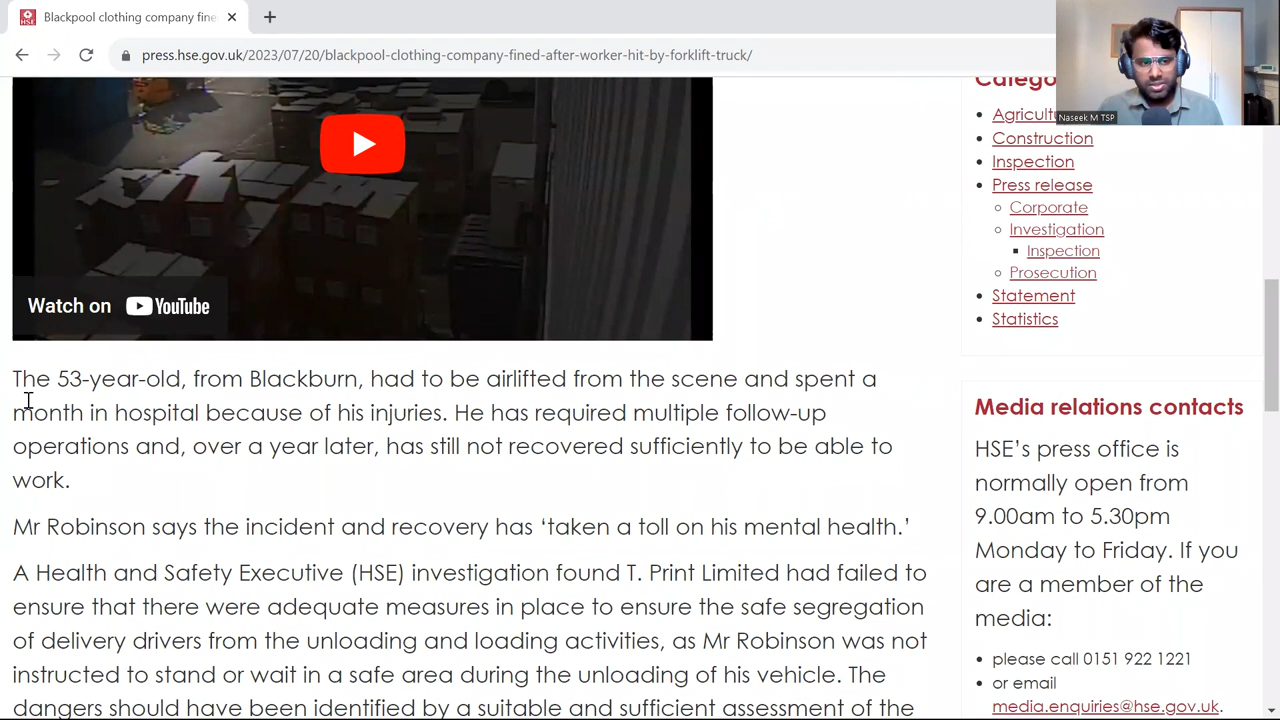 HSE
Blackpool clothing company fine
press.hse.gov.uk/2023/07/20/blackpool-clothing-company-fined-after-worker-hit-by-forklift-truck/
Naseek M TSP
Watch on YouTube
The 53-year-old, from Blackburn, had to be airlifted from the scene and spent a
month in hospital because of his injuries. He has required multiple follow-up
operations and, over a year later, has still not recovered sufficiently to be able to
work.
Mr Robinson says the incident and recovery has ‘taken a toll on his mental health.’
A Health and Safety Executive (HSE) investigation found T. Print Limited had failed to
ensure that there were adequate measures in place to ensure the safe segregation
of delivery drivers from the unloading and loading activities, as Mr Robinson was not
instructed to stand or wait in a safe area during the unloading of his vehicle. The
dangers should have been identified by a suitable and sufficient assessment of the
Construction
Inspection
Press release
Corporate
Investigation
Inspection
Prosecution
Statement
Statistics
Media relations contacts
HSE’s press office is
normally open from
9.00am to 5.30pm
Monday to Friday. If you
are a member of the
media:
please call 0151 922 1221
or email
media.enquiries@hse.gov.uk.